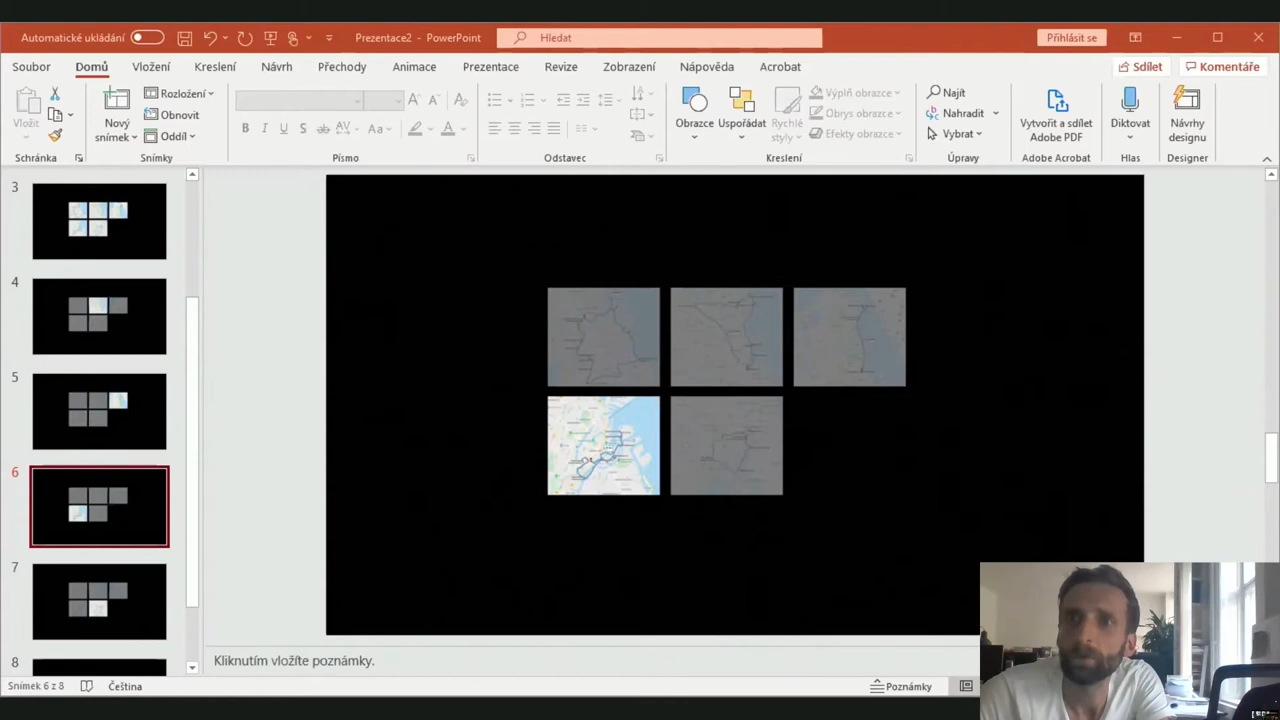 Automatické ukládání
Prezentace2 - PowerPoint
Hledat
Přihlásit se
Soubor Domů Vložení Kreslení Návrh Přechody Animace Prezentace Revize Zobrazení Nápověda Acrobat Sdílet Komentáře
Vložit
Schránka
Nový snímek
Rozložení
Obnovit
Oddíl
Snímky
B I U S ab AV Aa A
Písmo
Odstavec
Obrazce
Uspořádat
Rychlé styly
Výplň obrazce
Obrys obrazce
Efekty obrazce
Kreslení
Najít
Nahradit
Vybrat
Úpravy
Vytvořit a sdílet Adobe PDF
Adobe Acrobat
Diktovat
Hlas
Návrhy designu
Designer
3
4
5
6
7
8
Kliknutím vložíte poznámky.
Snímek 6 z 8 Čeština Poznámky